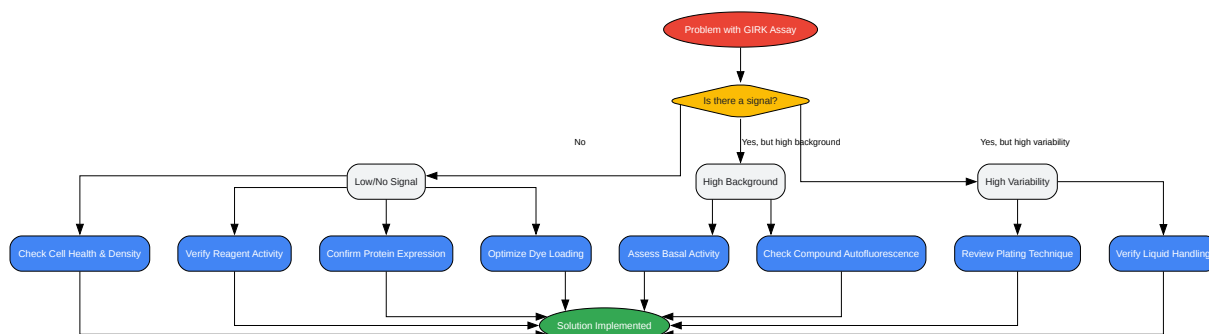 Problem with GIRK Assay
Is there a signal?
No
Yes, but high background
Yes, but high variability
Low/No Signal
High Background
High Variability
Check Cell Health & Density
Verify Reagent Activity
Confirm Protein Expression
Optimize Dye Loading
Assess Basal Activity
Check Compound Autofluorescence
Review Plating Technique
Verify Liquid Handling
Solution Implemented